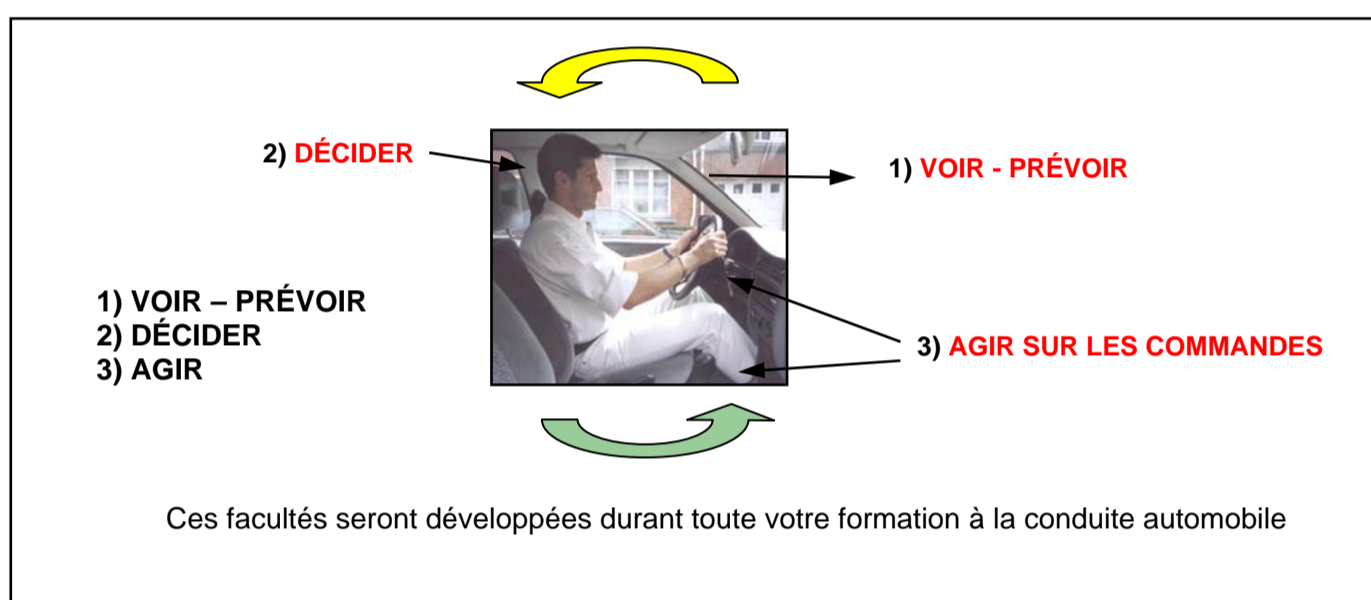 2) DÉCIDER
1) VOIR - PRÉVOIR
1) VOIR – PRÉVOIR
2) DÉCIDER
3) AGIR
3) AGIR SUR LES COMMANDES
Ces facultés seront développées durant toute votre formation à la conduite automobile